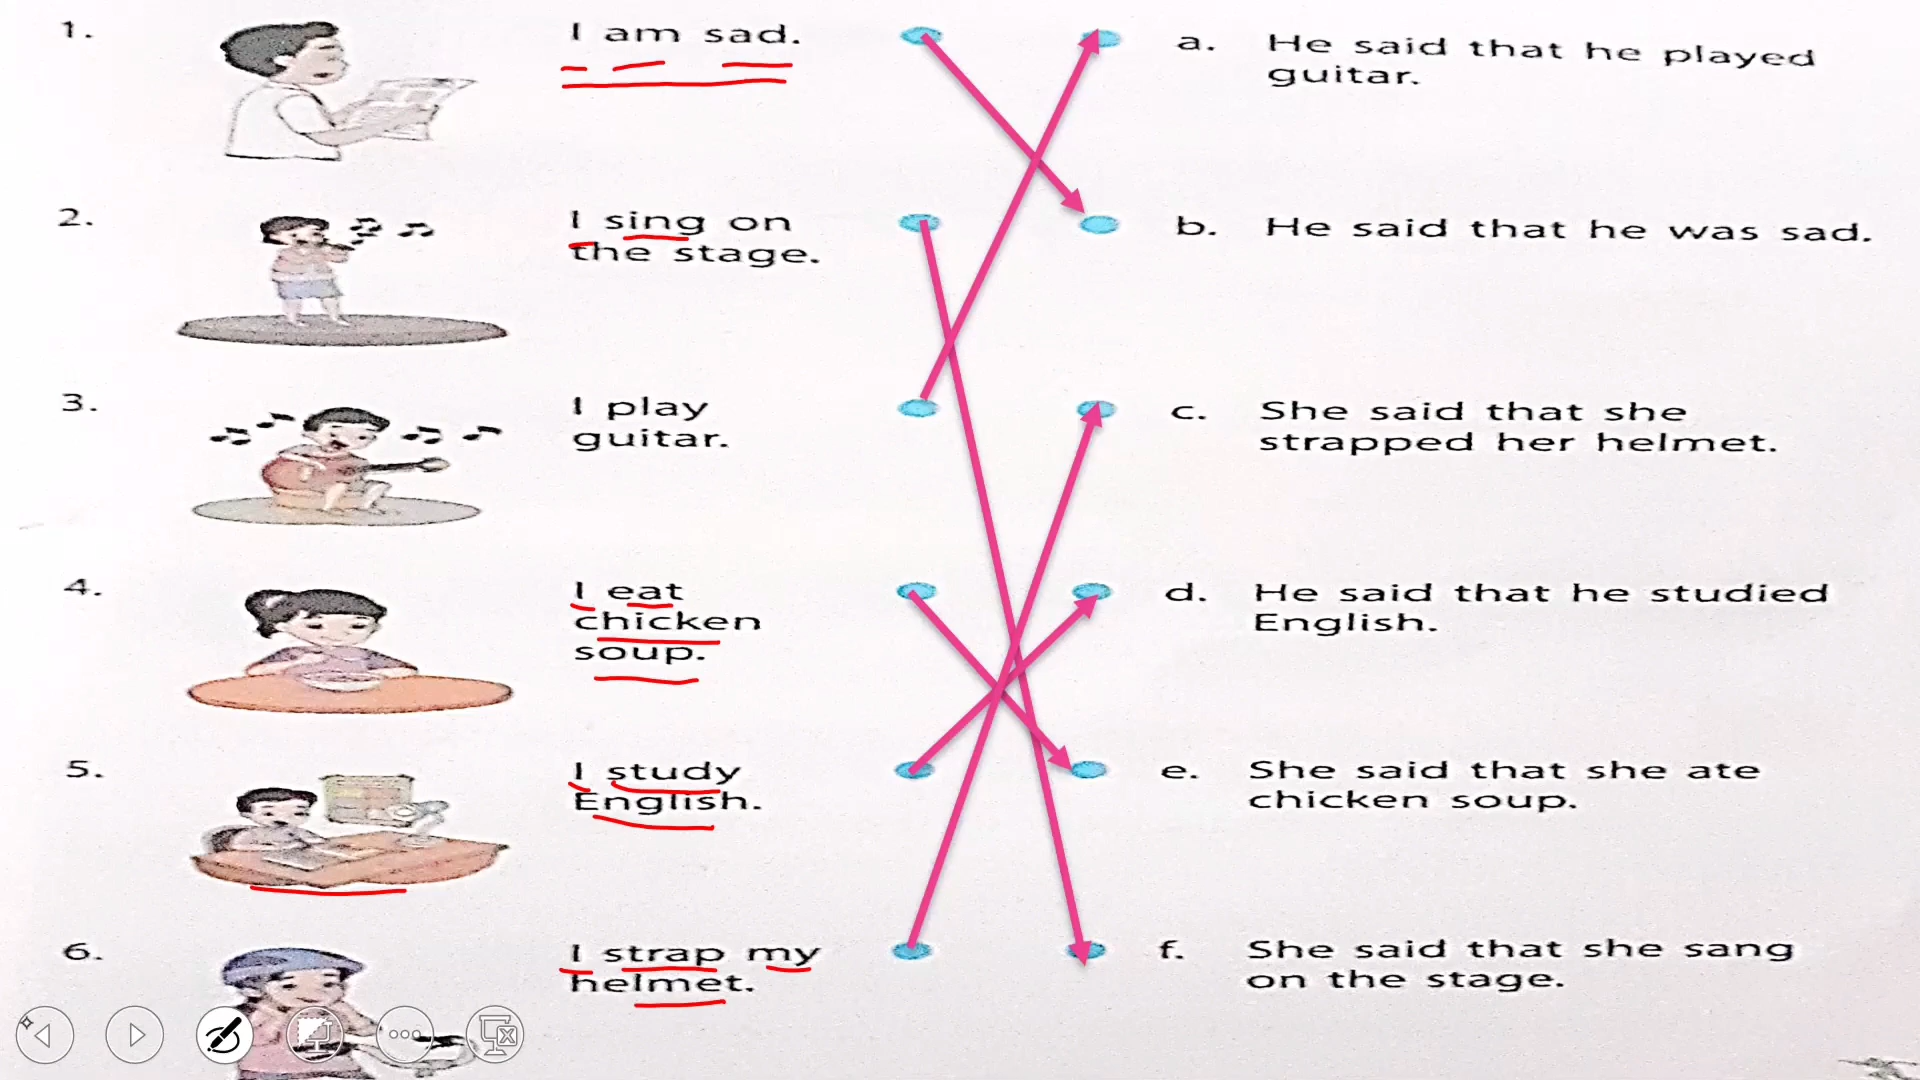 1.
I am sad.
a. He said that he played
guitar.
2.
I sing on
the stage.
b. He said that he was sad.
3.
I play
guitar.
c. She said that she
strapped her helmet.
4.
I eat
chicken
soup.
d. He said that he studied
English.
5.
I study
English.
e. She said that she ate
chicken soup.
6.
I strap my
helmet.
f. She said that she sang
on the stage.